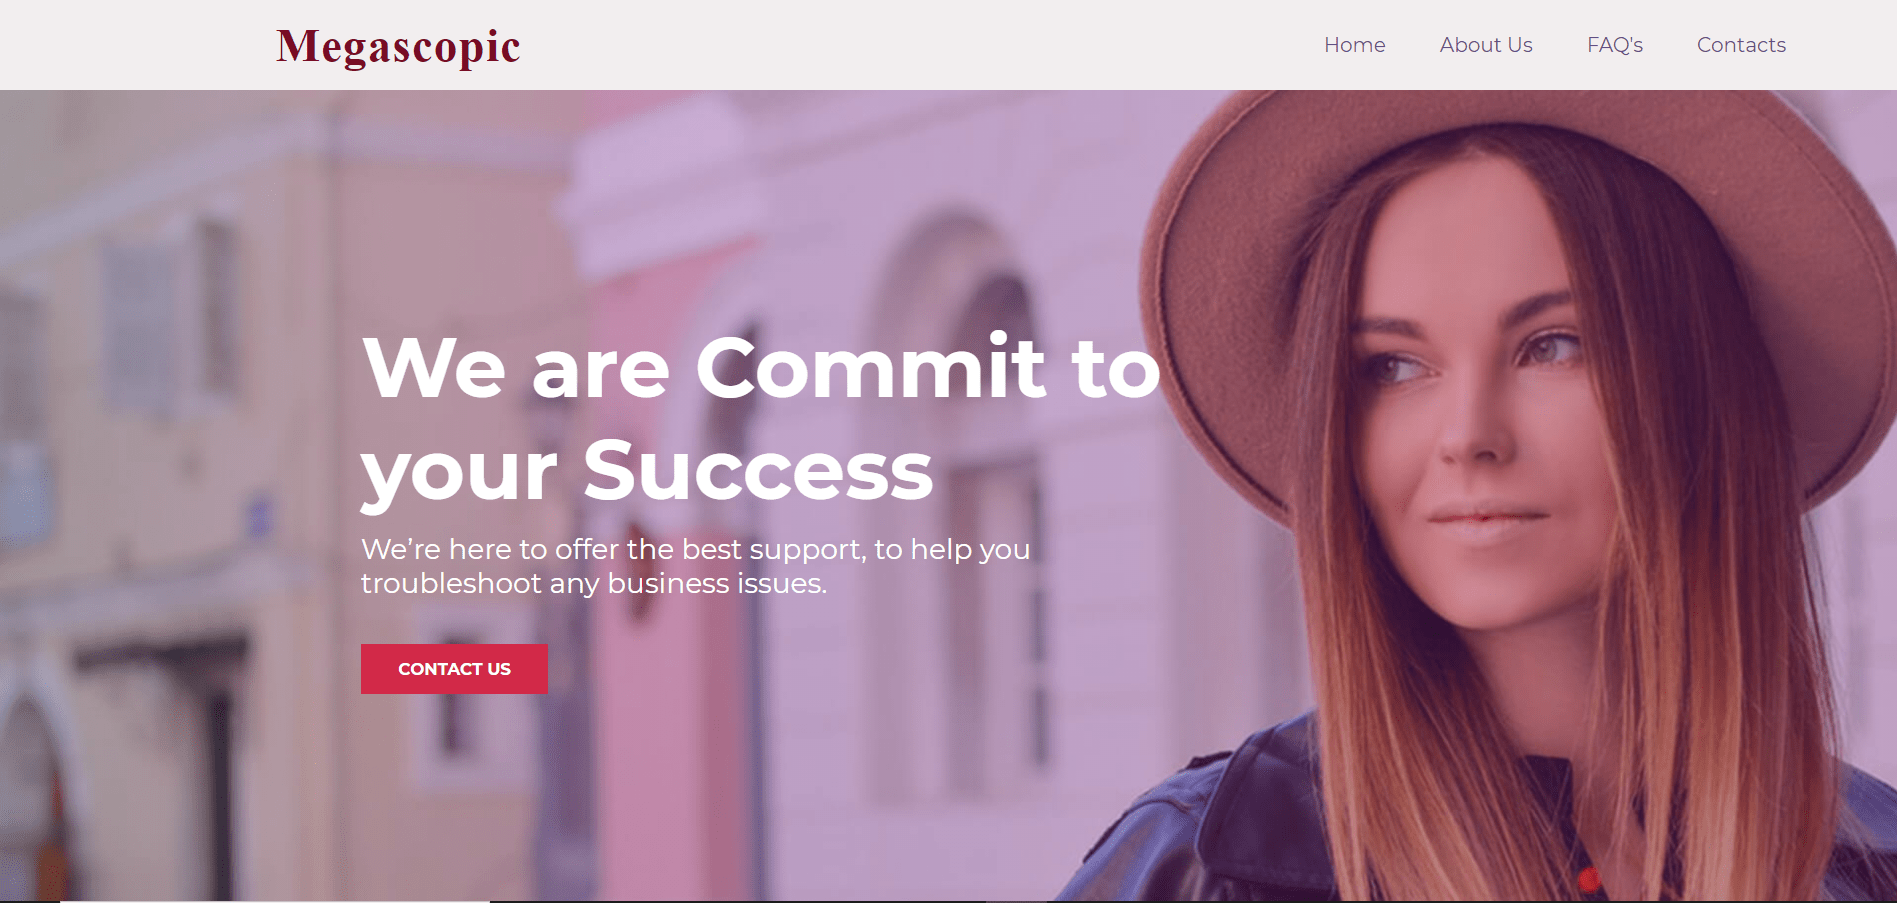 Megascopic
Home About Us FAQ's Contacts
We are Commit to
your Success
We’re here to offer the best support, to help you
troubleshoot any business issues.
CONTACT US